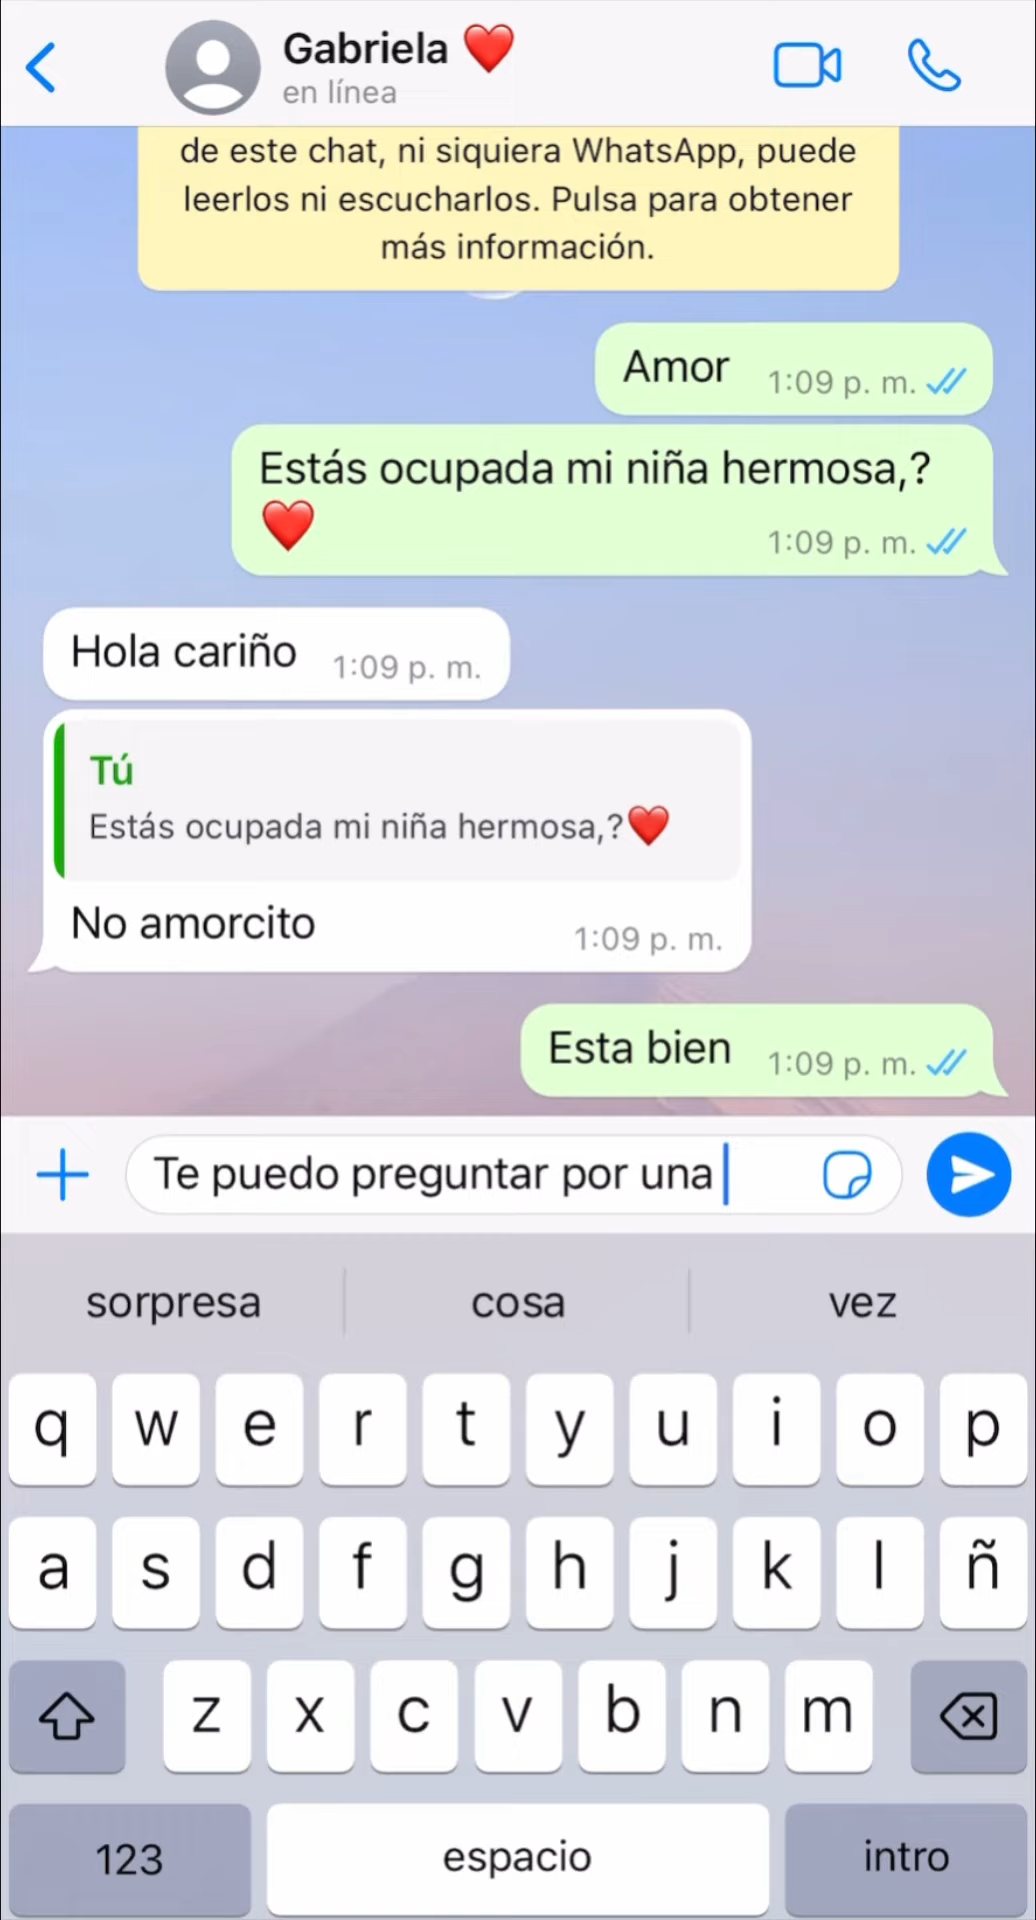 Gabriela ❤️
en línea
de este chat, ni siquiera WhatsApp, puede
leerlos ni escucharlos. Pulsa para obtener
más información.
Amor 1:09 p. m.
Estás ocupada mi niña hermosa,?
❤️ 1:09 p. m.
Hola cariño 1:09 p. m.
Tú
Estás ocupada mi niña hermosa,?❤️
No amorcito 1:09 p. m.
Esta bien 1:09 p. m.
Te puedo preguntar por una
sorpresa cosa vez
q w e r t y u i o p
a s d f g h j k l ñ
z x c v b n m
123 espacio intro